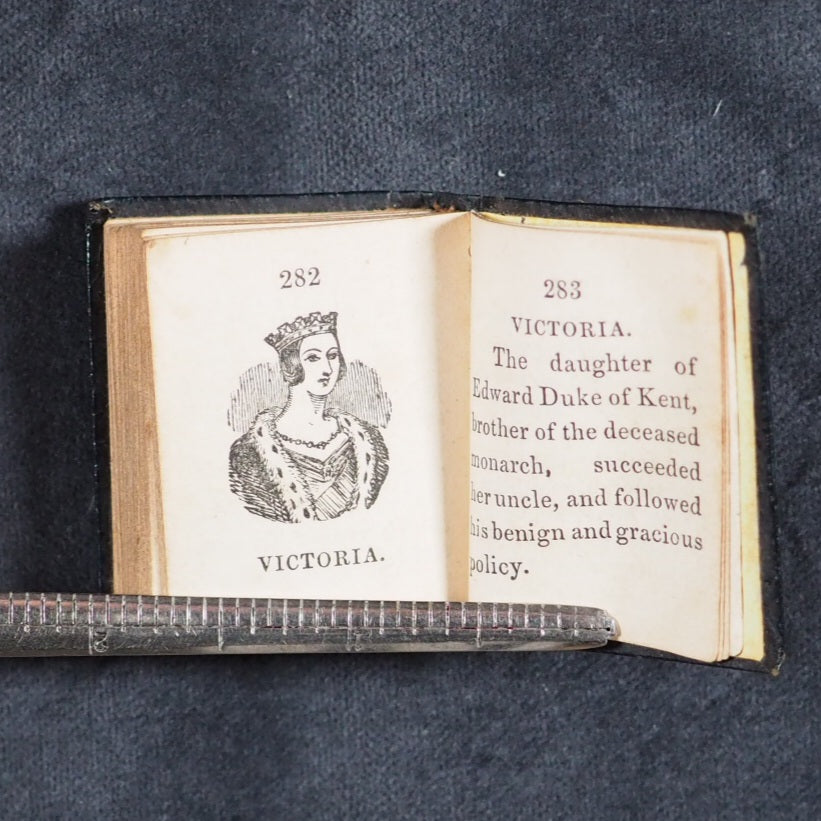 282
VICTORIA.
283
VICTORIA.
The daughter of
Edward Duke of Kent,
brother of the deceased
monarch, succeeded
her uncle, and followed
his benign and gracious
policy.